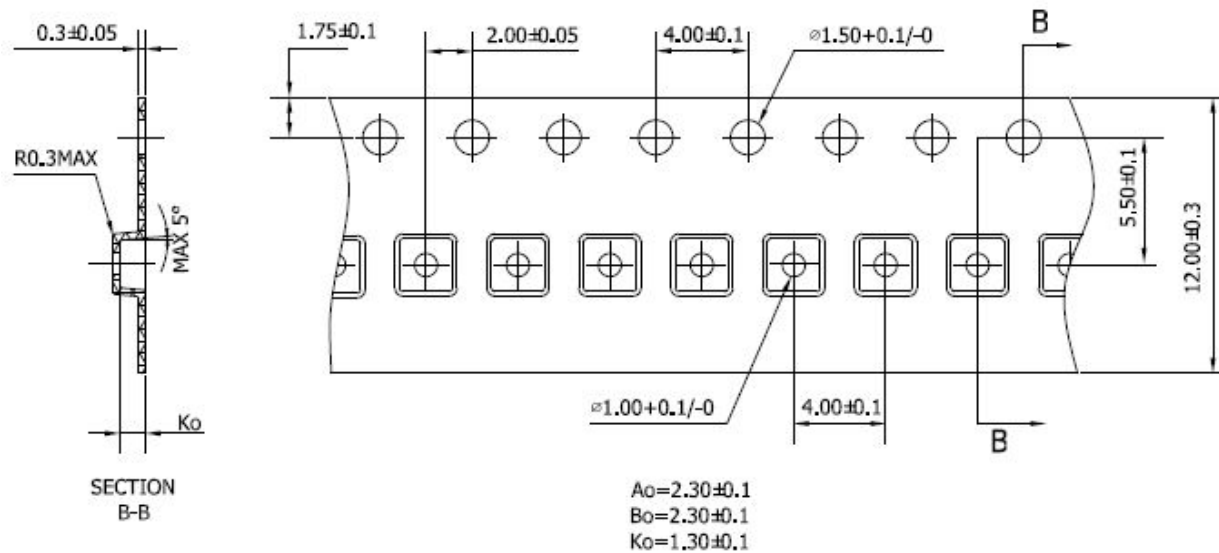 0.3±0.05
1.75±0.1
2.00±0.05
4.00±0.1
⌀1.50+0.1/-0
B
R0.3MAX
MAX 5°
5.50±0.1
12.00±0.3
Ko
⌀1.00+0.1/-0
4.00±0.1
B
SECTION
B-B
Ao=2.30±0.1
Bo=2.30±0.1
Ko=1.30±0.1